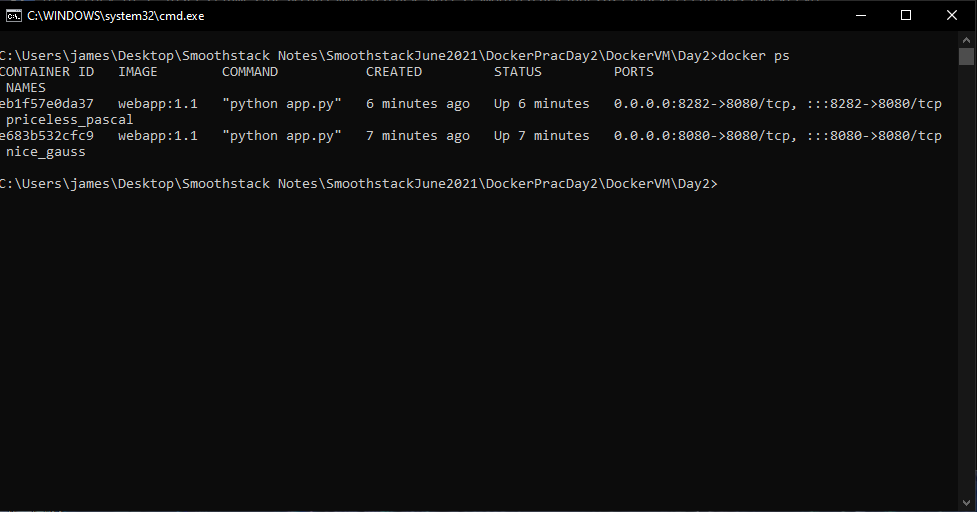 C:\WINDOWS\system32\cmd.exe
C:\Users\james\Desktop\Smoothstack Notes\SmoothstackJune2021\DockerPracDay2\DockerVM\Day2>docker ps
CONTAINER ID   IMAGE        COMMAND           CREATED         STATUS         PORTS
 NAMES
eb1f57e0da37   webapp:1.1   "python app.py"   6 minutes ago   Up 6 minutes   0.0.0.0:8282->8080/tcp, :::8282->8080/tcp
 priceless_pascal
e683b532cfc9   webapp:1.1   "python app.py"   7 minutes ago   Up 7 minutes   0.0.0.0:8080->8080/tcp, :::8080->8080/tcp
 nice_gauss
C:\Users\james\Desktop\Smoothstack Notes\SmoothstackJune2021\DockerPracDay2\DockerVM\Day2>